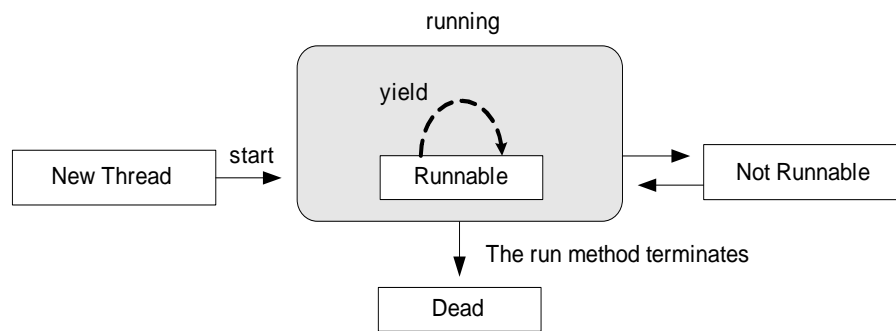 running
yield
start
New Thread
Runnable
Not Runnable
The run method terminates
Dead